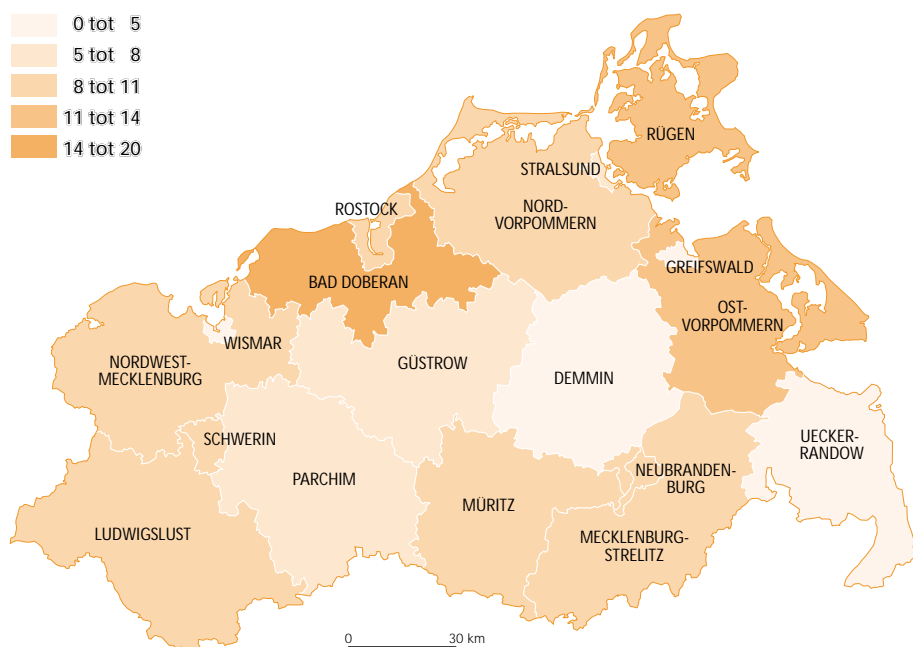 0 tot 5
5 tot 8
8 tot 11
11 tot 14
14 tot 20
RÜGEN
STRALSUND
NORD-
VORPOMMERN
ROSTOCK
GREIFSWALD
BAD DOBERAN
OST-
VORPOMMERN
WISMAR
NORDWEST-
MECKLENBURG
GÜSTROW
DEMMIN
SCHWERIN
UECKER-
RANDOW
PARCHIM
NEUBRANDEN-
BURG
MÜRITZ
LUDWIGSLUST
MECKLENBURG-
STRELITZ
0 30 km